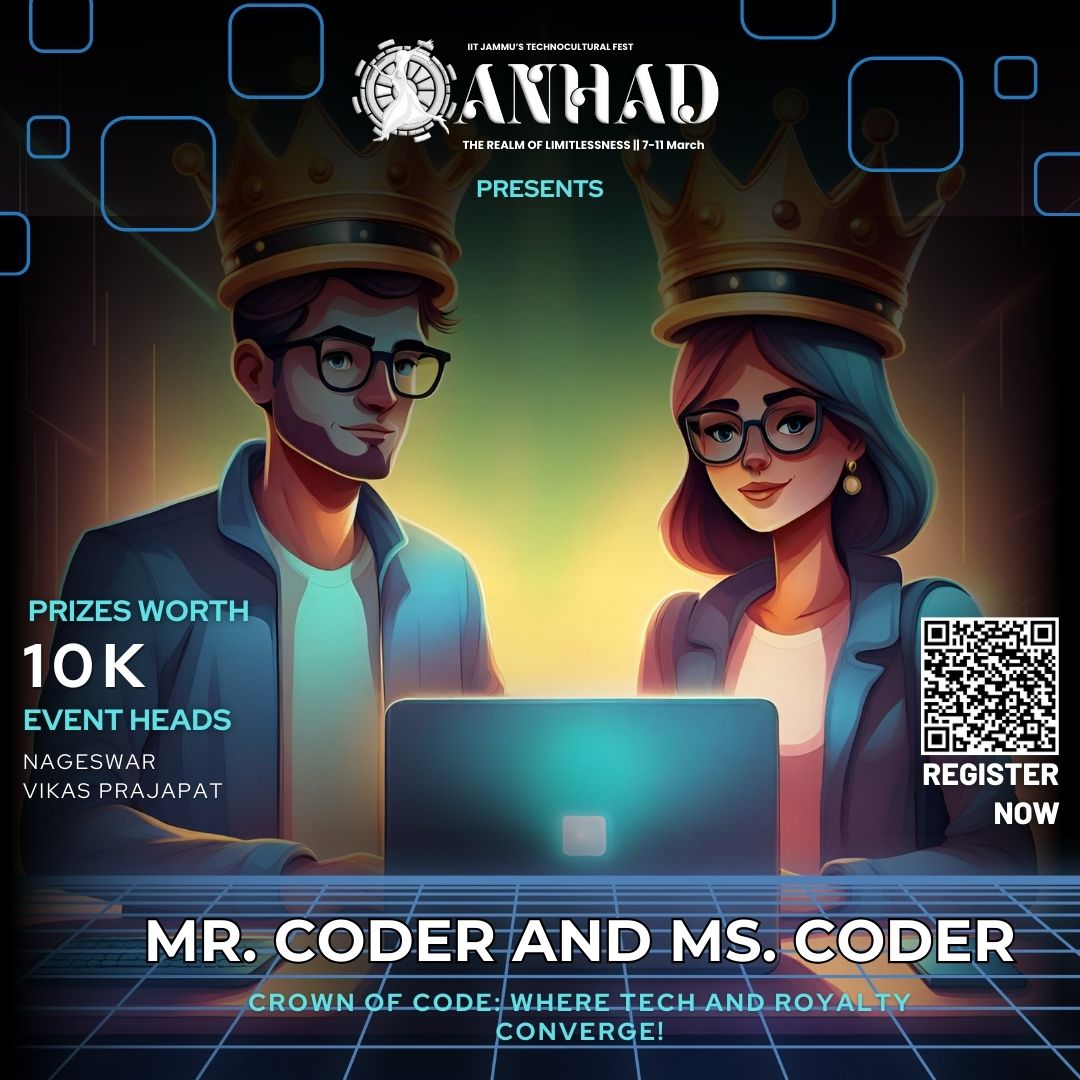 IIT JAMMU'S TECHNOCULTURAL FEST
ANHAD
THE REALM OF LIMITLESSNESS || 7-11 March
PRESENTS
PRIZES WORTH
10K
EVENT HEADS
NAGESWAR
VIKAS PRAJAPAT
REGISTER
NOW
MR. CODER AND MS. CODER
CROWN OF CODE: WHERE TECH AND ROYALTY
CONVERGE!